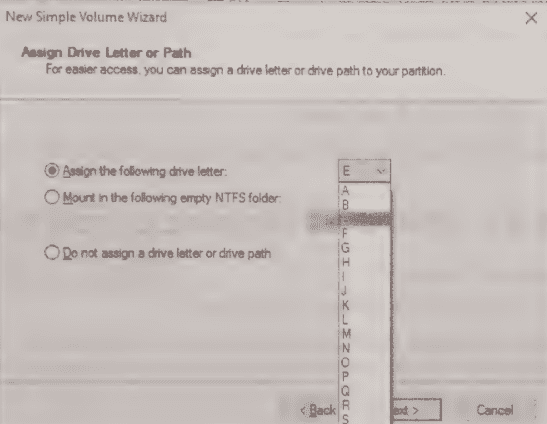 New Simple Volume Wizard
Assign Drive Letter or Path
For easier access, you can assign a drive letter or drive path to your partition.
Assign the following drive letter: E
A
Mount in the following empty NTFS folder:
B
F
G
Do not assign a drive letter or drive path
H
I
J
K
L
M
N
O
P
Q
R
S
< Back
Cancel